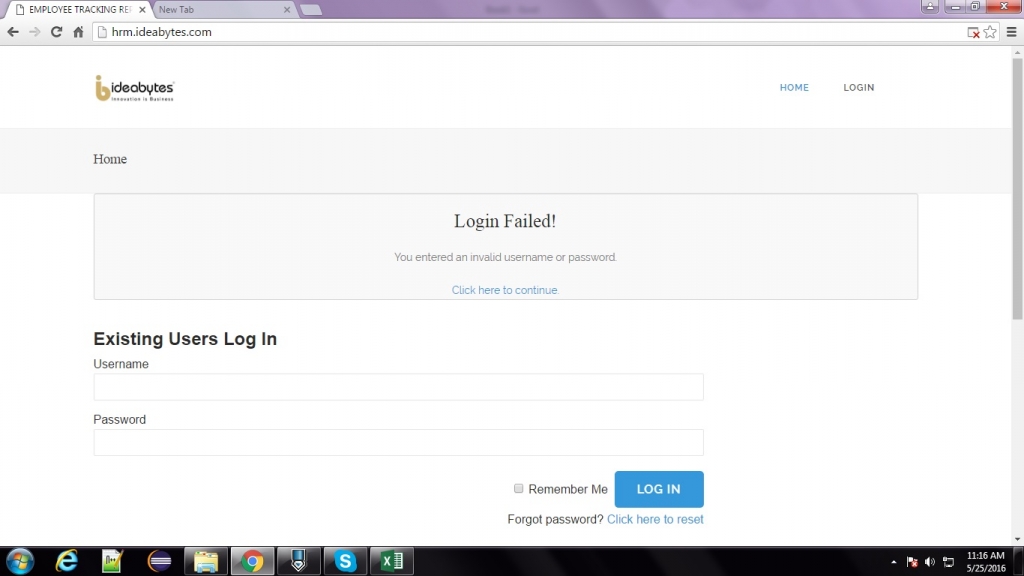 EMPLOYEE TRACKING RE
New Tab
hrm.ideabytes.com
ideabytes
Innovation is Business
HOME
LOGIN
Home
Login Failed!
You entered an invalid username or password.
Click here to continue.
Existing Users Log In
Username
Password
Remember Me
LOG IN
Forgot password? Click here to reset
11:16 AM
5/25/2016